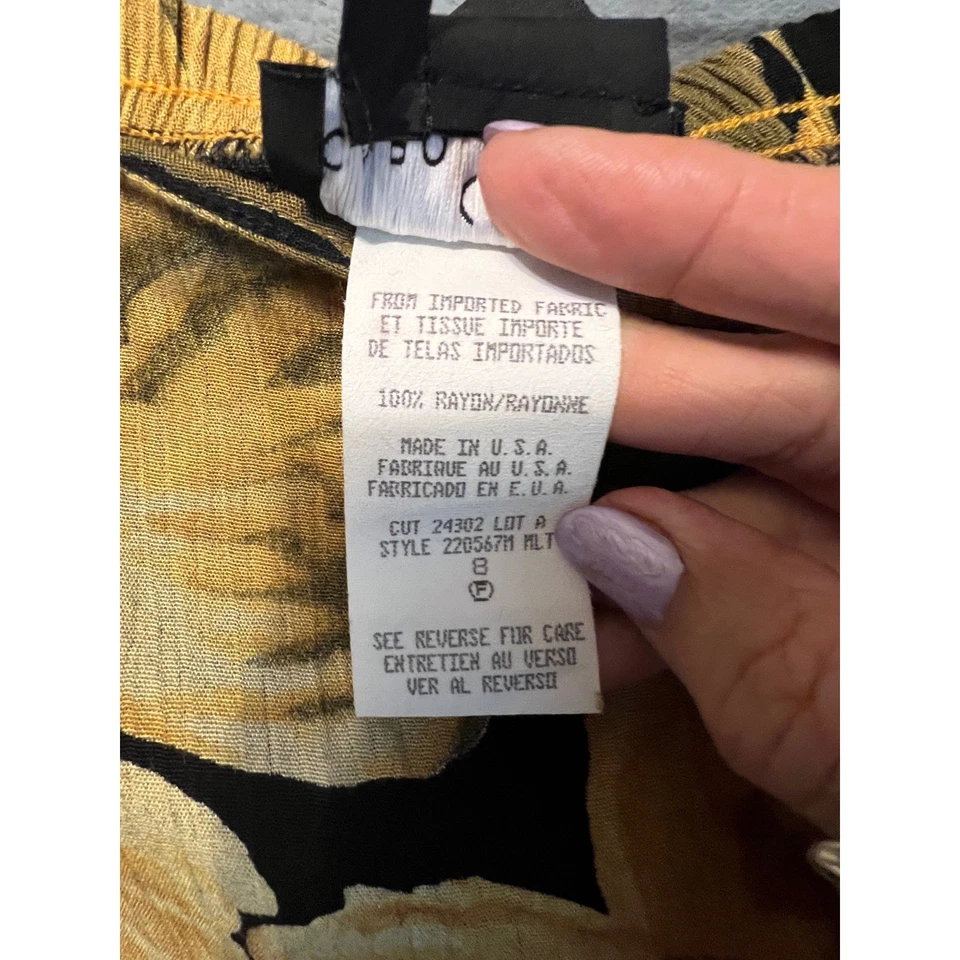 FROM IMPORTED FABRIC
ET TISSUE IMPORTE
DE TELAS IMPORTADOS
100% RAYON/RAYONNE
MADE IN U.S.A.
FABRIQUE AU U.S.A.
FABRICADO EN E.U.A.
CUT 24302 LOT A
STYLE 220567M MLT
8
F
SEE REVERSE FOR CARE
ENTRETIEN AU VERSO
VER AL REVERSO